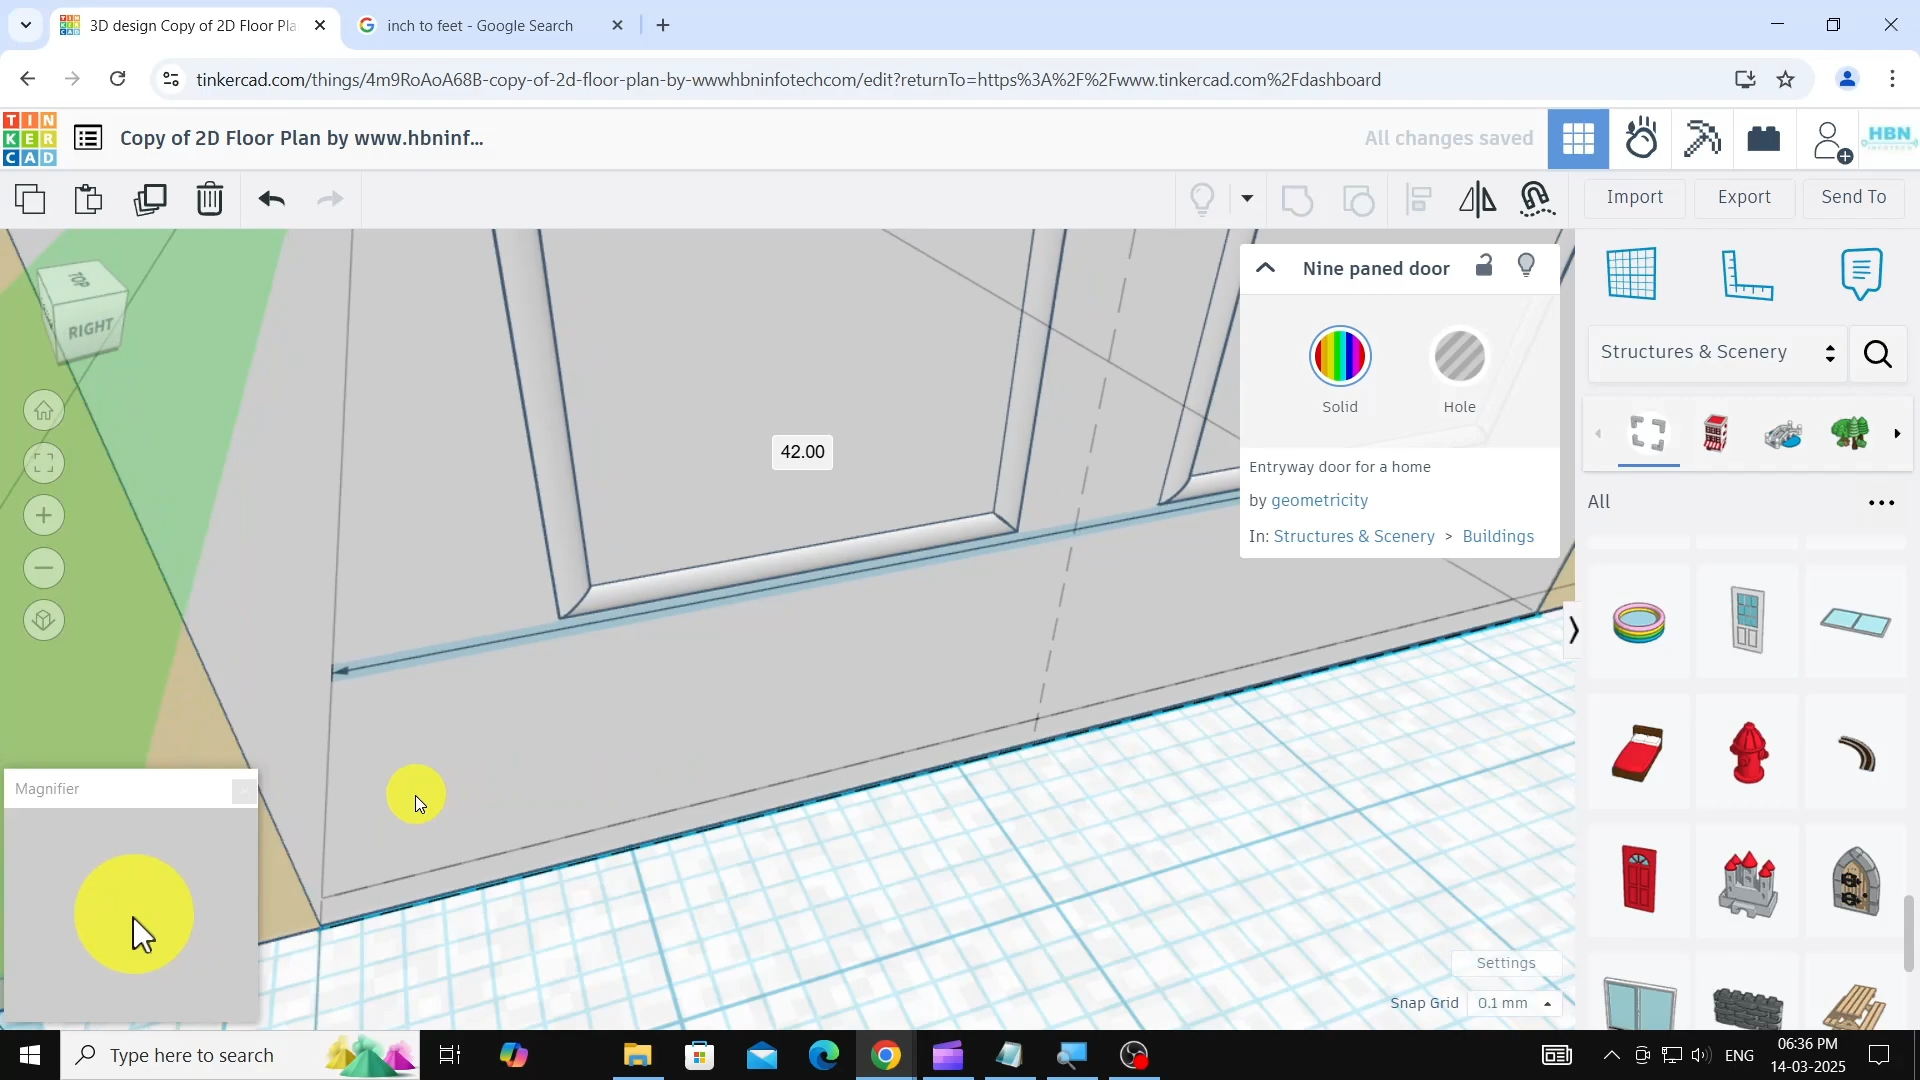 3D design Copy of 2D Floor Pla
inch to feet - Google Search
tinkercad.com/things/4m9RoAoA68B-copy-of-2d-floor-plan-by-wwwhbninfotechcom/edit?returnTo=https%3A%2F%2Fwww.tinkercad.com%2Fdashboard
TIN
KER
CAD
Copy of 2D Floor Plan by www.hbninf...
All changes saved
HBN
INFOTECH
Import
Export
Send To
TOP
RIGHT
Nine paned door
Solid
Hole
Entryway door for a home
by geometricity
In: Structures & Scenery > Buildings
Structures & Scenery
All
42.00
Magnifier
Settings
Snap Grid
0.1 mm
Type here to search
ENG
06:36 PM
14-03-2025